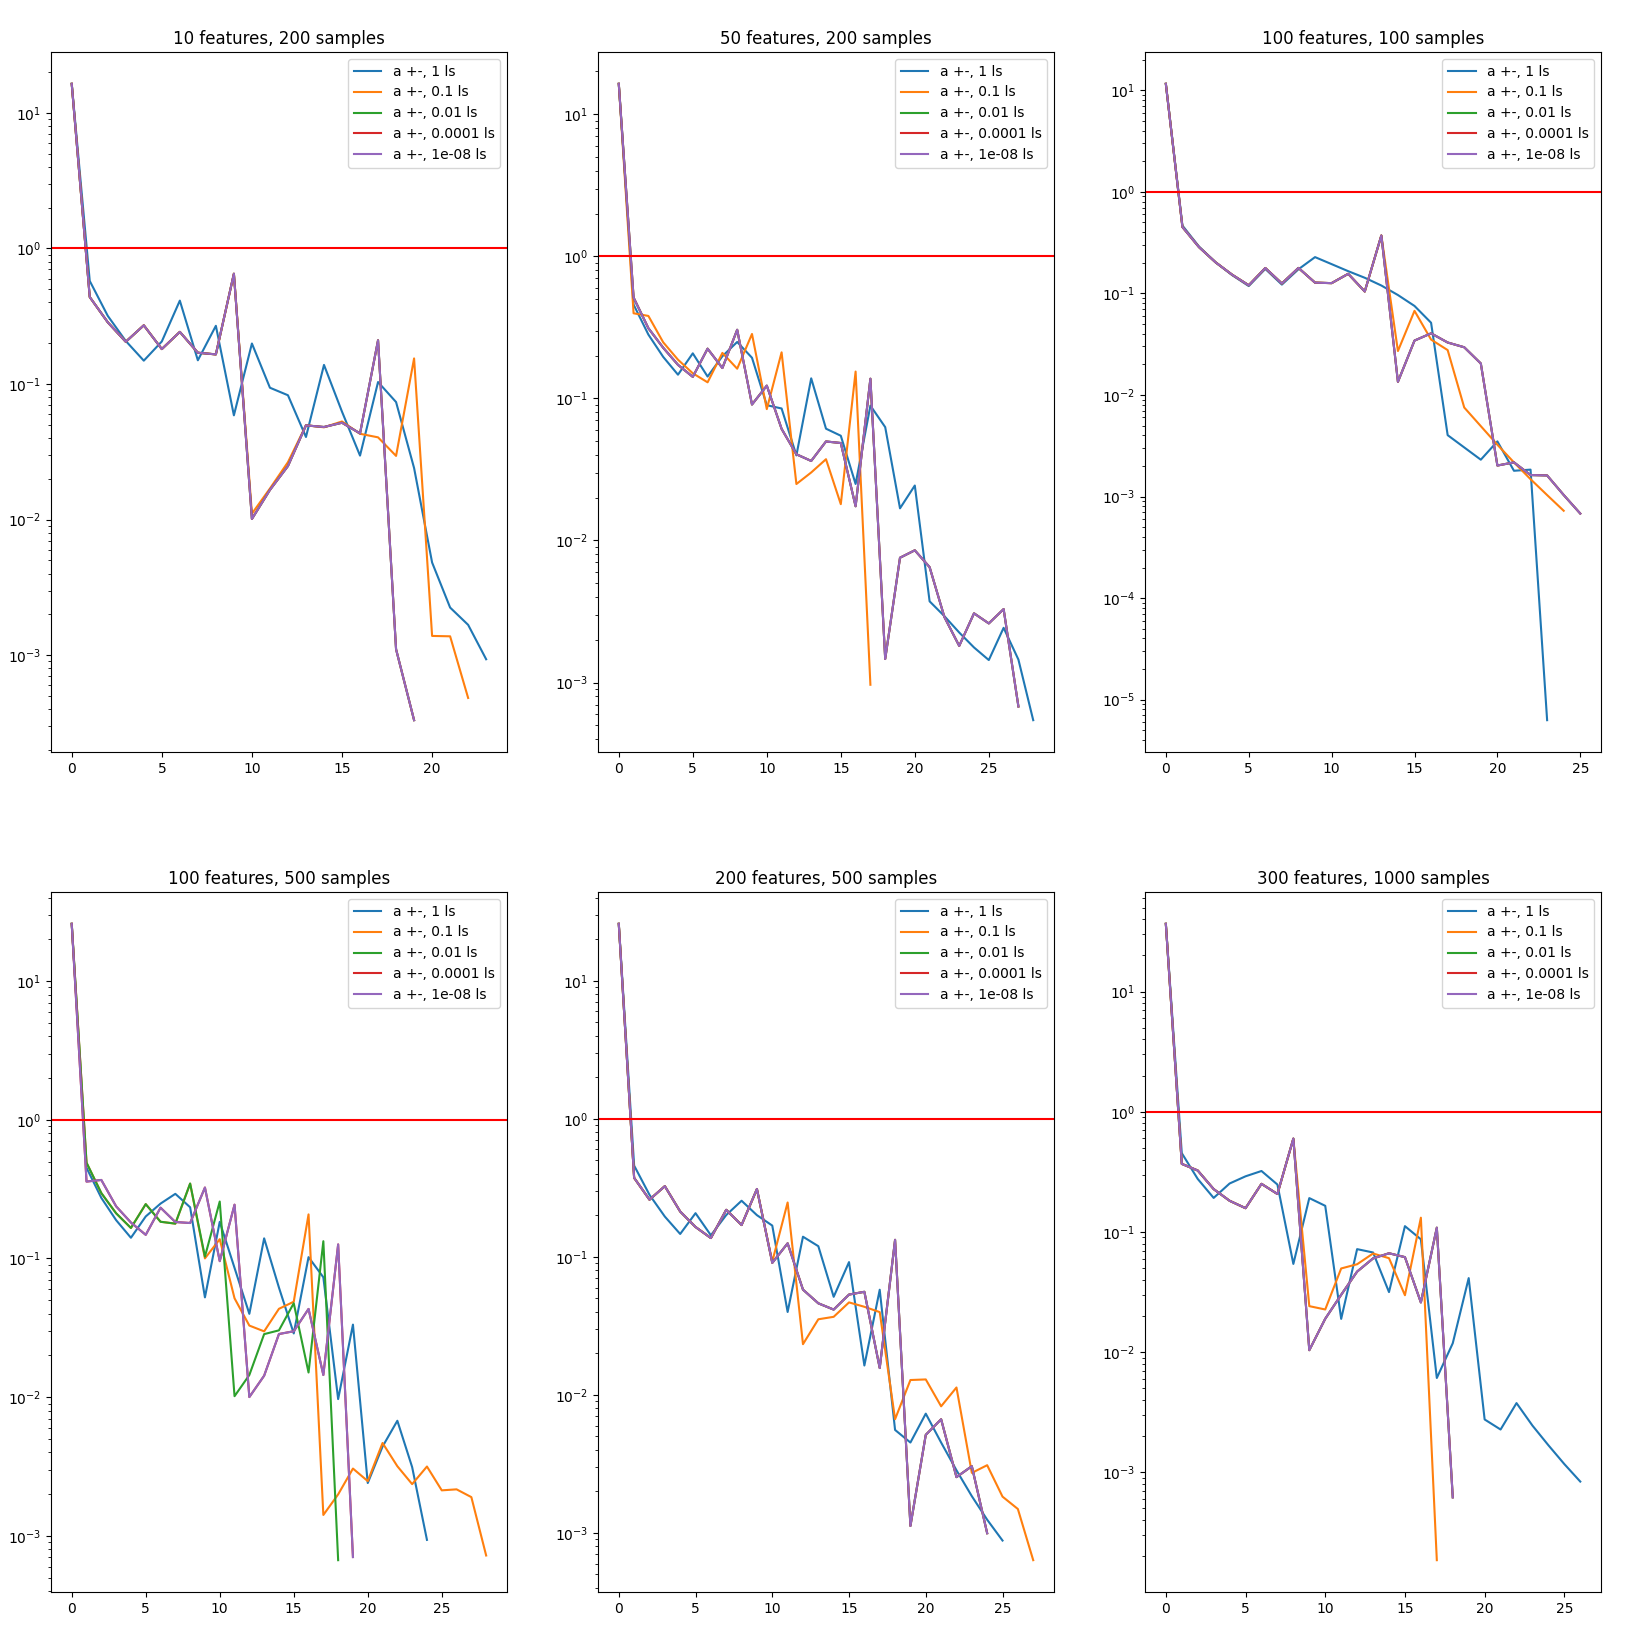 10 features, 200 samples
a +-, 1 ls
a +-, 0.1 ls
a +-, 0.01 ls
a +-, 0.0001 ls
a +-, 1e-08 ls
10¹
10⁰
10⁻¹
10⁻²
10⁻³
0 5 10 15 20
50 features, 200 samples
a +-, 1 ls
a +-, 0.1 ls
a +-, 0.01 ls
a +-, 0.0001 ls
a +-, 1e-08 ls
10¹
10⁰
10⁻¹
10⁻²
10⁻³
0 5 10 15 20 25
100 features, 100 samples
a +-, 1 ls
a +-, 0.1 ls
a +-, 0.01 ls
a +-, 0.0001 ls
a +-, 1e-08 ls
10¹
10⁰
10⁻¹
10⁻²
10⁻³
10⁻⁴
10⁻⁵
0 5 10 15 20 25
100 features, 500 samples
a +-, 1 ls
a +-, 0.1 ls
a +-, 0.01 ls
a +-, 0.0001 ls
a +-, 1e-08 ls
10¹
10⁰
10⁻¹
10⁻²
10⁻³
0 5 10 15 20 25
200 features, 500 samples
a +-, 1 ls
a +-, 0.1 ls
a +-, 0.01 ls
a +-, 0.0001 ls
a +-, 1e-08 ls
10¹
10⁰
10⁻¹
10⁻²
10⁻³
0 5 10 15 20 25
300 features, 1000 samples
a +-, 1 ls
a +-, 0.1 ls
a +-, 0.01 ls
a +-, 0.0001 ls
a +-, 1e-08 ls
10¹
10⁰
10⁻¹
10⁻²
10⁻³
0 5 10 15 20 25